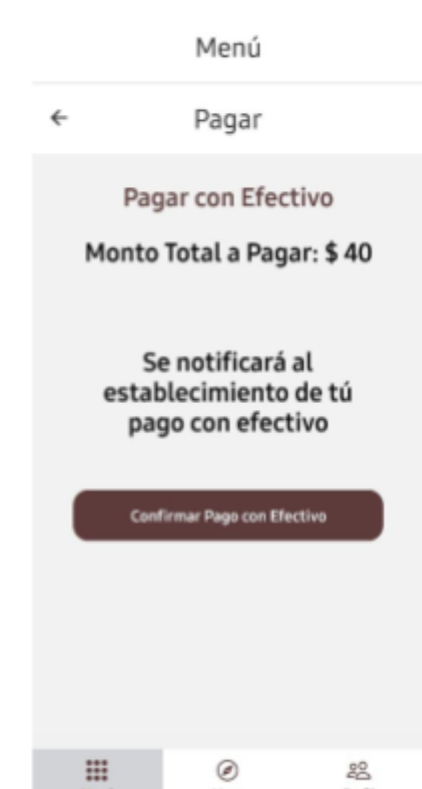 Menú
Pagar
Pagar con Efectivo
Monto Total a Pagar: $ 40
Se notificará al
establecimiento de tú
pago con efectivo
Confirmar Pago con Efectivo